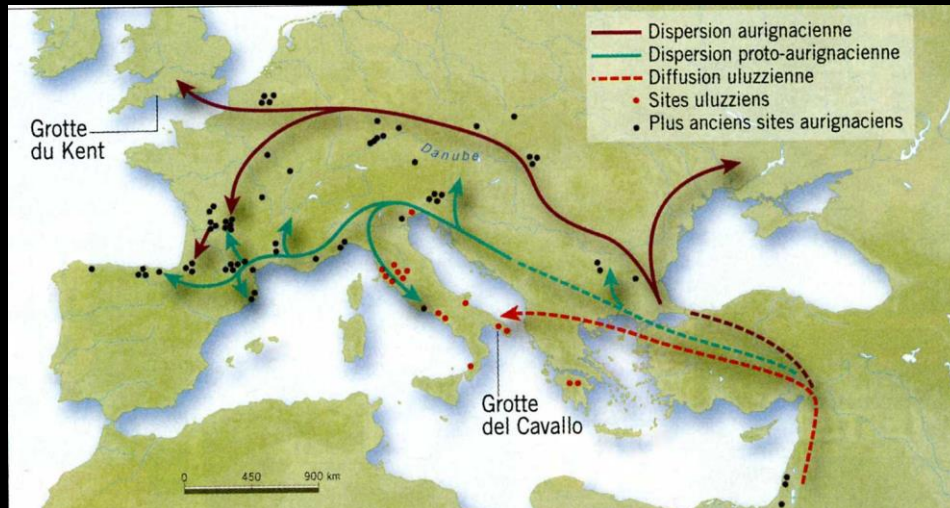 Dispersion aurignacienne
Dispersion proto-aurignacienne
Diffusion uluzzienne
Sites uluzziens
Plus anciens sites aurignaciens
Grotte
du Kent
Danube
Grotte
del Cavallo
0 450 900 km